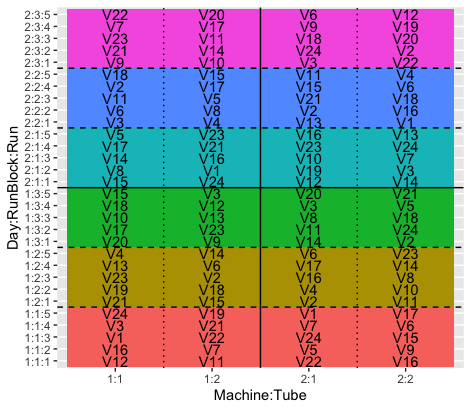 Day:RunBlock:Run
2:3:5 V22 V20 V6 V12
2:3:4 V7 V17 V9 V19
2:3:3 V23 V11 V18 V20
2:3:2 V21 V14 V24 V2
2:3:1 V9 V10 V3 V22
2:2:5 V18 V15 V11 V4
2:2:4 V2 V17 V15 V6
2:2:3 V11 V5 V21 V18
2:2:2 V6 V8 V2 V16
2:2:1 V3 V4 V13 V1
2:1:5 V5 V23 V16 V13
2:1:4 V17 V21 V23 V24
2:1:3 V14 V16 V10 V7
2:1:2 V8 V1 V19 V3
2:1:1 V15 V24 V12 V14
1:3:5 V15 V3 V20 V21
1:3:4 V18 V12 V3 V5
1:3:3 V10 V13 V8 V18
1:3:2 V17 V23 V11 V24
1:3:1 V20 V9 V14 V2
1:2:5 V4 V14 V6 V23
1:2:4 V13 V6 V17 V14
1:2:3 V23 V2 V16 V8
1:2:2 V19 V18 V4 V10
1:2:1 V21 V15 V2 V11
1:1:5 V24 V19 V1 V17
1:1:4 V3 V21 V7 V6
1:1:3 V1 V22 V24 V15
1:1:2 V16 V7 V5 V9
1:1:1 V12 V11 V22 V16
1:1 1:2 2:1 2:2
Machine:Tube